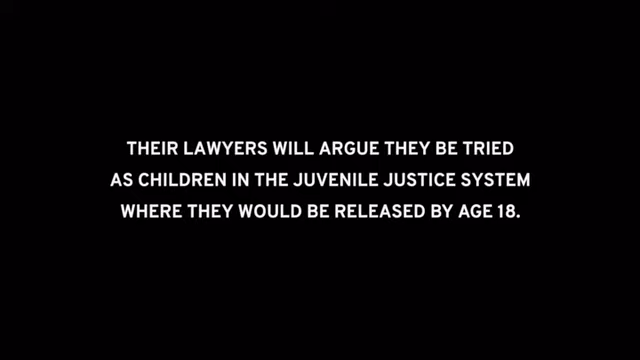 THEIR LAWYERS WILL ARGUE THEY BE TRIED
AS CHILDREN IN THE JUVENILE JUSTICE SYSTEM
WHERE THEY WOULD BE RELEASED BY AGE 18.